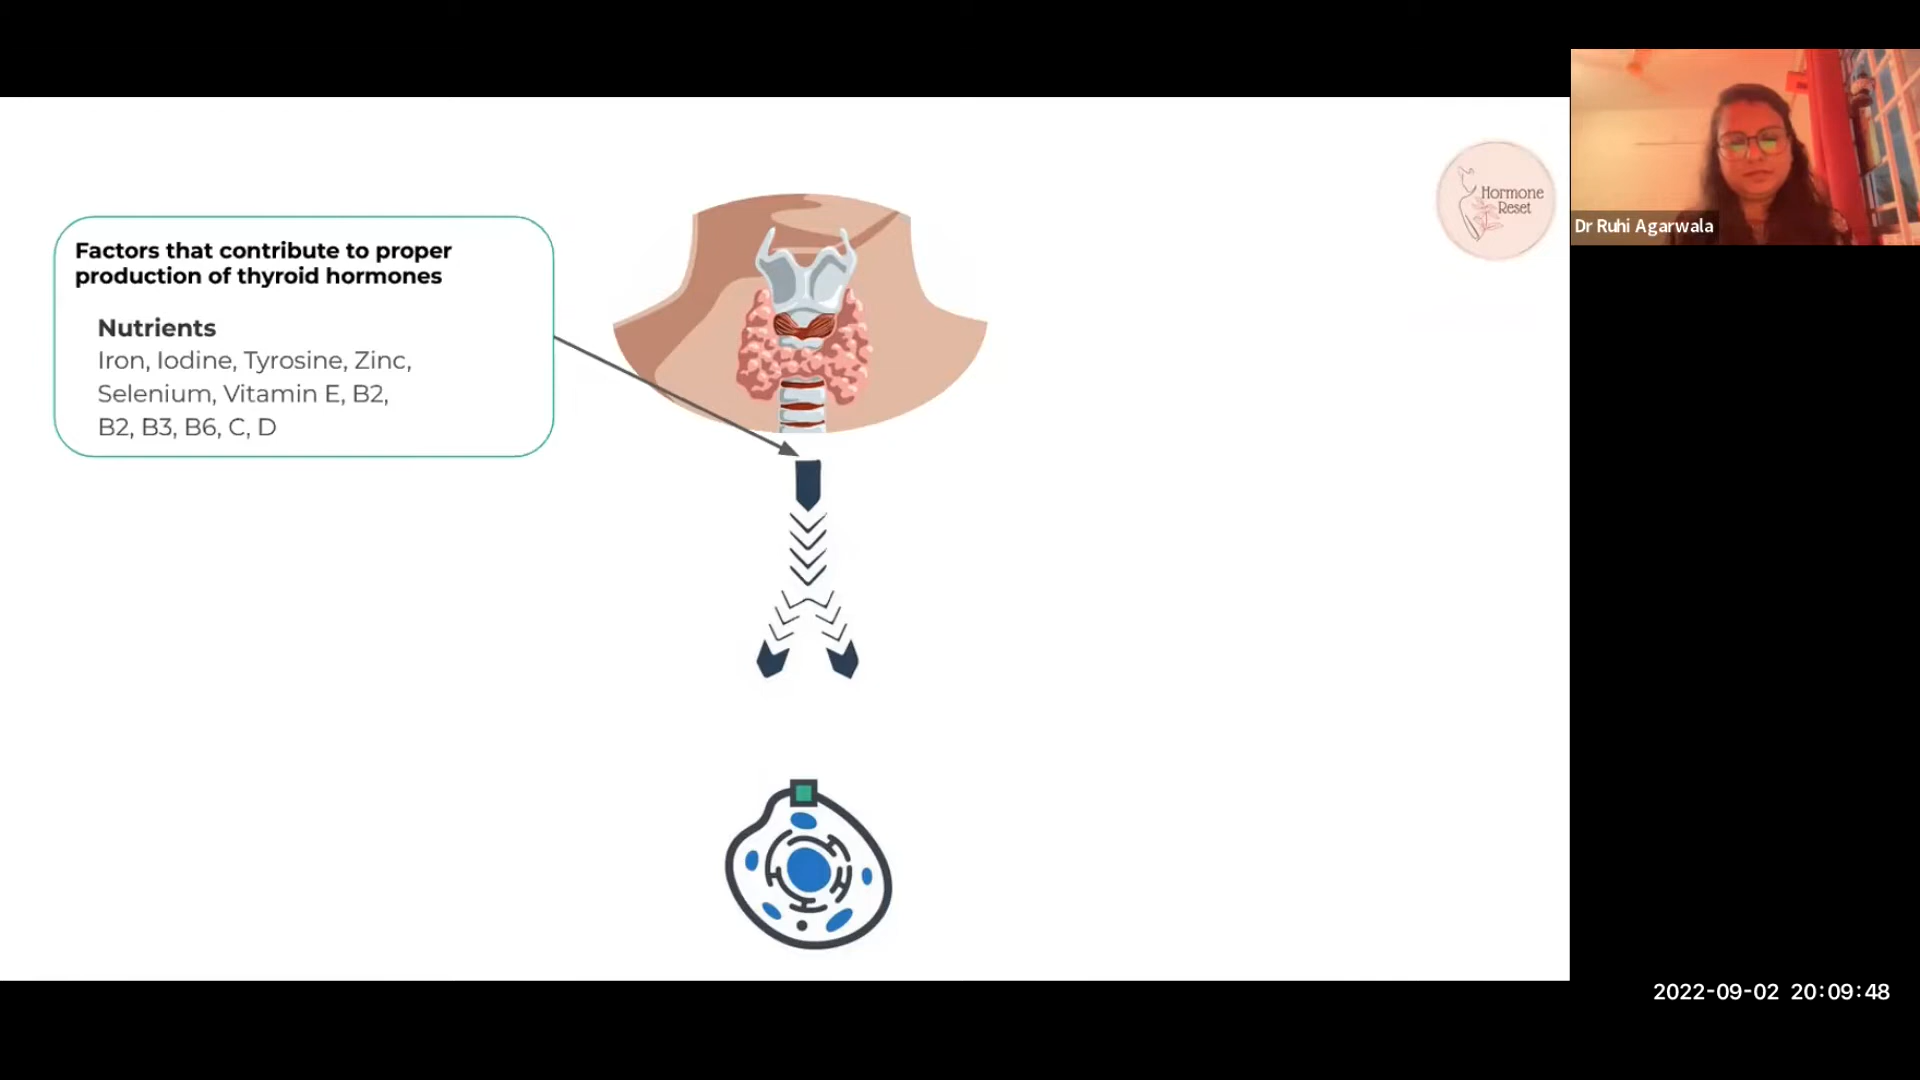 Factors that contribute to proper
production of thyroid hormones
Nutrients
Iron, Iodine, Tyrosine, Zinc,
Selenium, Vitamin E, B2,
B2, B3, B6, C, D
Hormone
Reset
Dr Ruhi Agarwala
2022-09-02 20:09:48